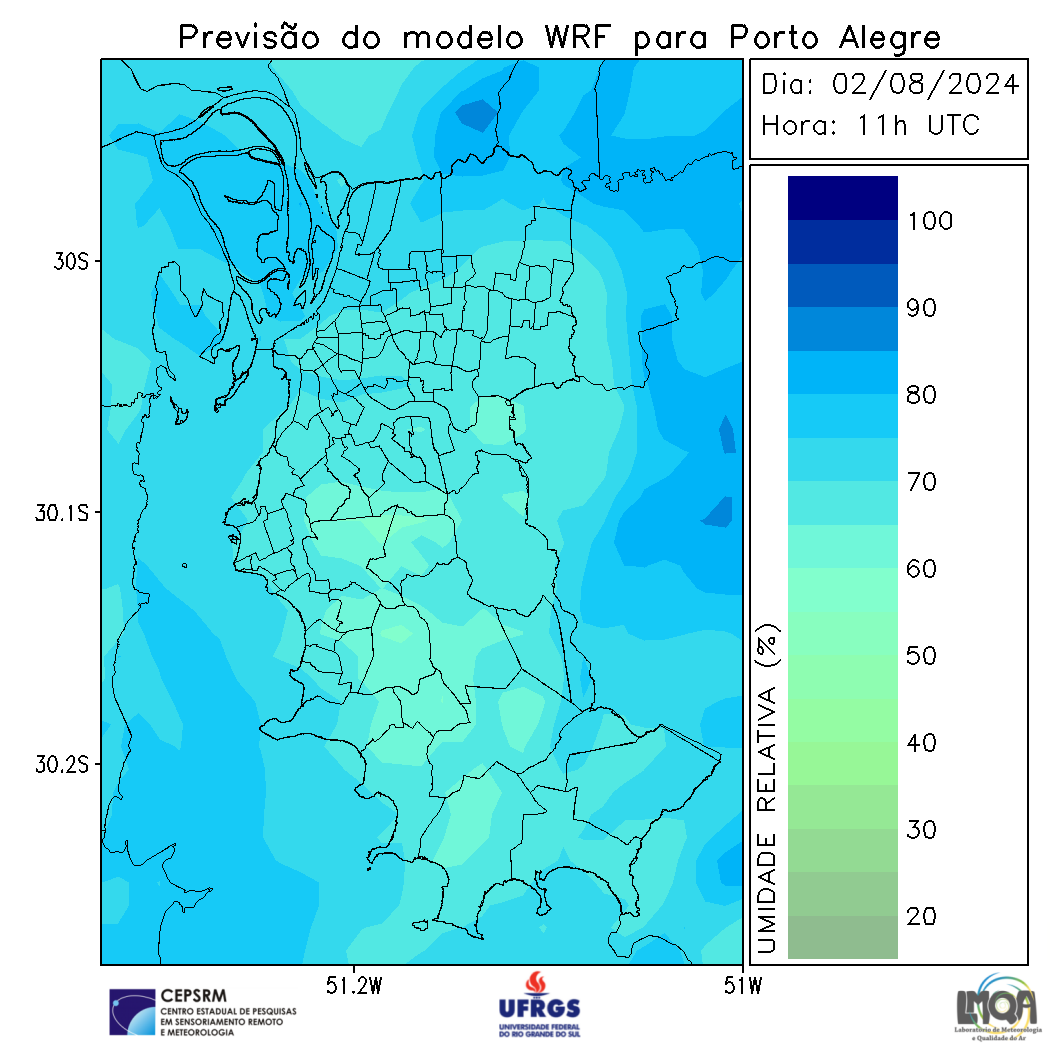 Previsão do modelo WRF para Porto Alegre
Dia: 02/08/2024
Hora: 11h UTC
100
90
80
70
60
50
40
30
20
UMIDADE RELATIVA (%)
30S
30.1S
30.2S
51.2W
51W
CEPSRM
CENTRO ESTADUAL DE PESQUISAS
EM SENSORIAMENTO REMOTO
E METEOROLOGIA
UFRGS
UNIVERSIDADE FEDERAL
DO RIO GRANDE DO SUL
LMQA
Laboratório de Meteorologia
e Qualidade do Ar